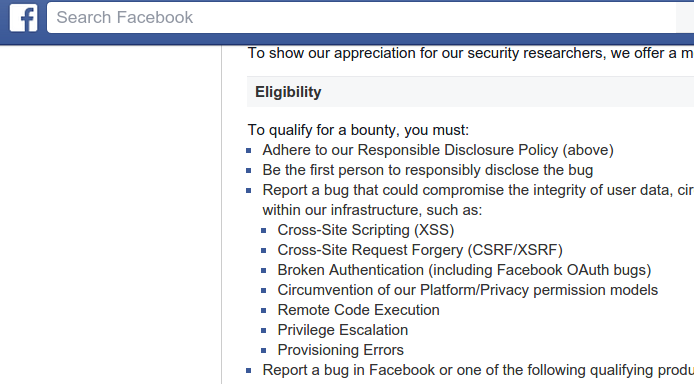 Search Facebook
To show our appreciation for our security researchers, we offer a m
Eligibility
To qualify for a bounty, you must:
Adhere to our Responsible Disclosure Policy (above)
Be the first person to responsibly disclose the bug
Report a bug that could compromise the integrity of user data, cir
within our infrastructure, such as:
Cross-Site Scripting (XSS)
Cross-Site Request Forgery (CSRF/XSRF)
Broken Authentication (including Facebook OAuth bugs)
Circumvention of our Platform/Privacy permission models
Remote Code Execution
Privilege Escalation
Provisioning Errors
Report a bug in Facebook or one of the following qualifying produ